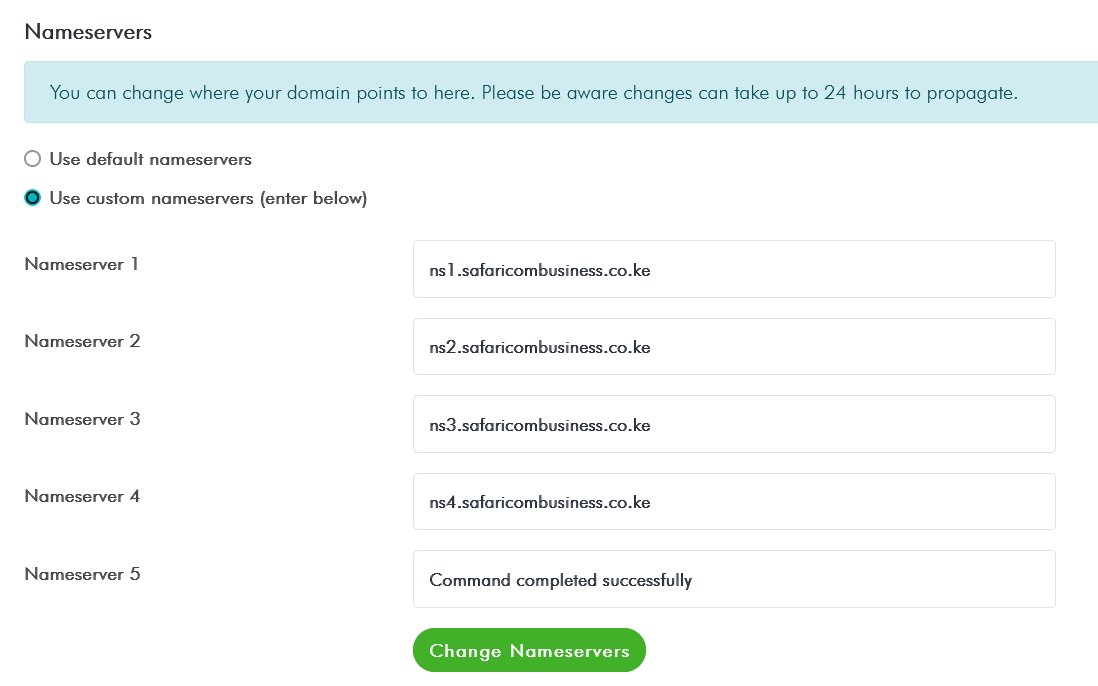 Nameservers
You can change where your domain points to here. Please be aware changes can take up to 24 hours to propagate.
Use default nameservers
Use custom nameservers (enter below)
Nameserver 1
ns1.safaricombusiness.co.ke
Nameserver 2
ns2.safaricombusiness.co.ke
Nameserver 3
ns3.safaricombusiness.co.ke
Nameserver 4
ns4.safaricombusiness.co.ke
Nameserver 5
Command completed successfully
Change Nameservers